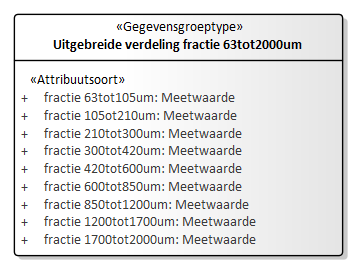 «Gegevensgroeptype»
Uitgebreide verdeling fractie 63tot2000um
«Attribuutsoort»
+ fractie 63tot105um: Meetwaarde
+ fractie 105ot210um: Meetwaarde
+ fractie 210tot300um: Meetwaarde
+ fractie 300tot420um: Meetwaarde
+ fractie 420tot600um: Meetwaarde
+ fractie 600tot850um: Meetwaarde
+ fractie 850tot1200um: Meetwaarde
+ fractie 1200tot1700um: Meetwaarde
+ fractie 1700tot2000um: Meetwaarde